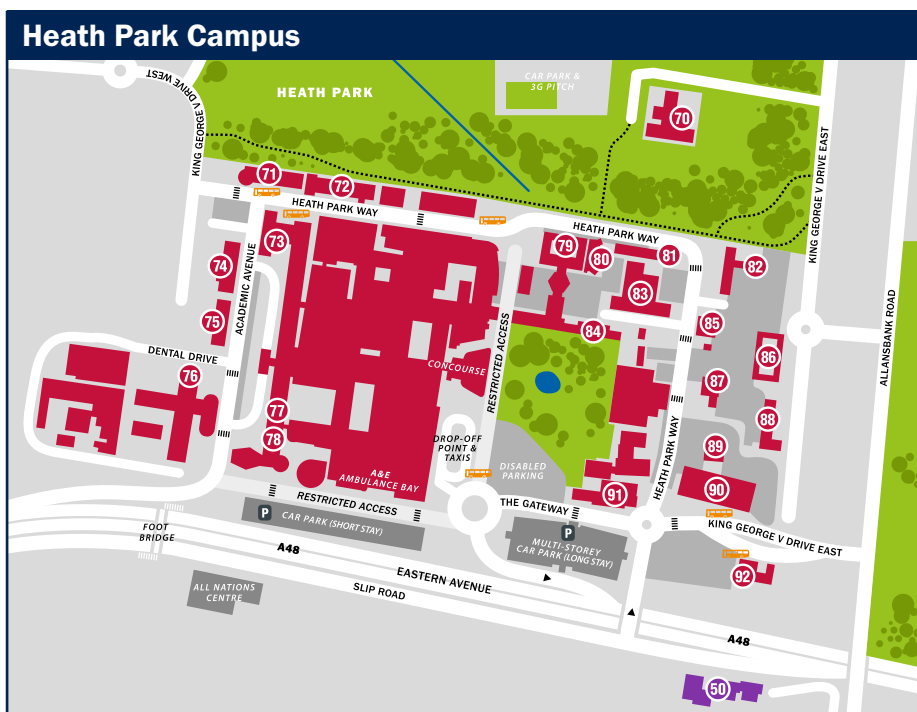 Heath Park Campus
KING GEORGE V DRIVE WEST
HEATH PARK
CAR PARK &
3G PITCH
70
KING GEORGE V DRIVE EAST
71
72
HEATH PARK WAY
HEATH PARK WAY
73
74
75
ACADEMIC AVENUE
79
80
81
82
83
84
85
86
87
88
89
90
91
92
DENTAL DRIVE
76
77
78
CONCOURSE
RESTRICTED ACCESS
ALLANSBANK ROAD
HEATH PARK WAY
DROP-OFF
POINT &
TAXIS
DISABLED
PARKING
A&E
AMBULANCE BAY
RESTRICTED ACCESS
THE GATEWAY
P
CAR PARK (SHORT STAY)
P
MULTI-STOREY
CAR PARK (LONG STAY)
KING GEORGE V DRIVE EAST
FOOT
BRIDGE
A48
EASTERN AVENUE
SLIP ROAD
ALL NATIONS
CENTRE
A48
50